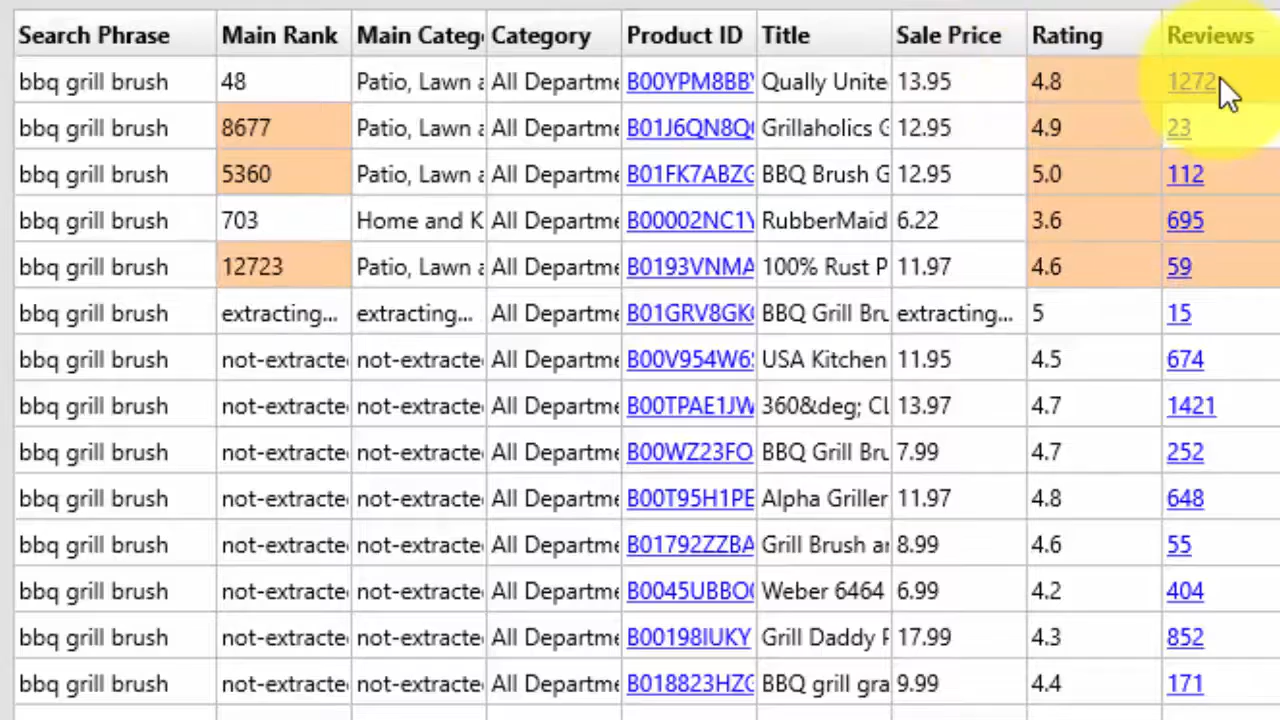 Search Phrase Main Rank Main Categ Category Product ID Title Sale Price Rating Reviews
bbq grill brush 48 Patio, Lawn a All Departme B00YPM8BBY Qually Unite 13.95 4.8 1272
bbq grill brush 8677 Patio, Lawn a All Departme B01J6QN8Q Grillaholics G 12.95 4.9 23
bbq grill brush 5360 Patio, Lawn a All Departme B01FK7ABZG BBQ Brush G 12.95 5.0 112
bbq grill brush 703 Home and K All Departme B00002NC1Y RubberMaid 6.22 3.6 695
bbq grill brush 12723 Patio, Lawn a All Departme B0193VNMA 100% Rust P 11.97 4.6 59
bbq grill brush extracting... extracting... All Departme B01GRV8GK BBQ Grill Bru extracting... 5 15
bbq grill brush not-extracte not-extracte All Departme B00V954W6 USA Kitchen 11.95 4.5 674
bbq grill brush not-extracte not-extracte All Departme B00TPAE1JW 360&deg; CL 13.97 4.7 1421
bbq grill brush not-extracte not-extracte All Departme B00WZ23FO BBQ Grill Bru 7.99 4.7 252
bbq grill brush not-extracte not-extracte All Departme B00T95H1PE Alpha Griller 11.97 4.8 648
bbq grill brush not-extracte not-extracte All Departme B01792ZZBA Grill Brush ar 8.99 4.6 55
bbq grill brush not-extracte not-extracte All Departme B0045UBBO Weber 6464 6.99 4.2 404
bbq grill brush not-extracte not-extracte All Departme B00198IUKY Grill Daddy P 17.99 4.3 852
bbq grill brush not-extracte not-extracte All Departme B018823HZG BBQ grill gra 9.99 4.4 171